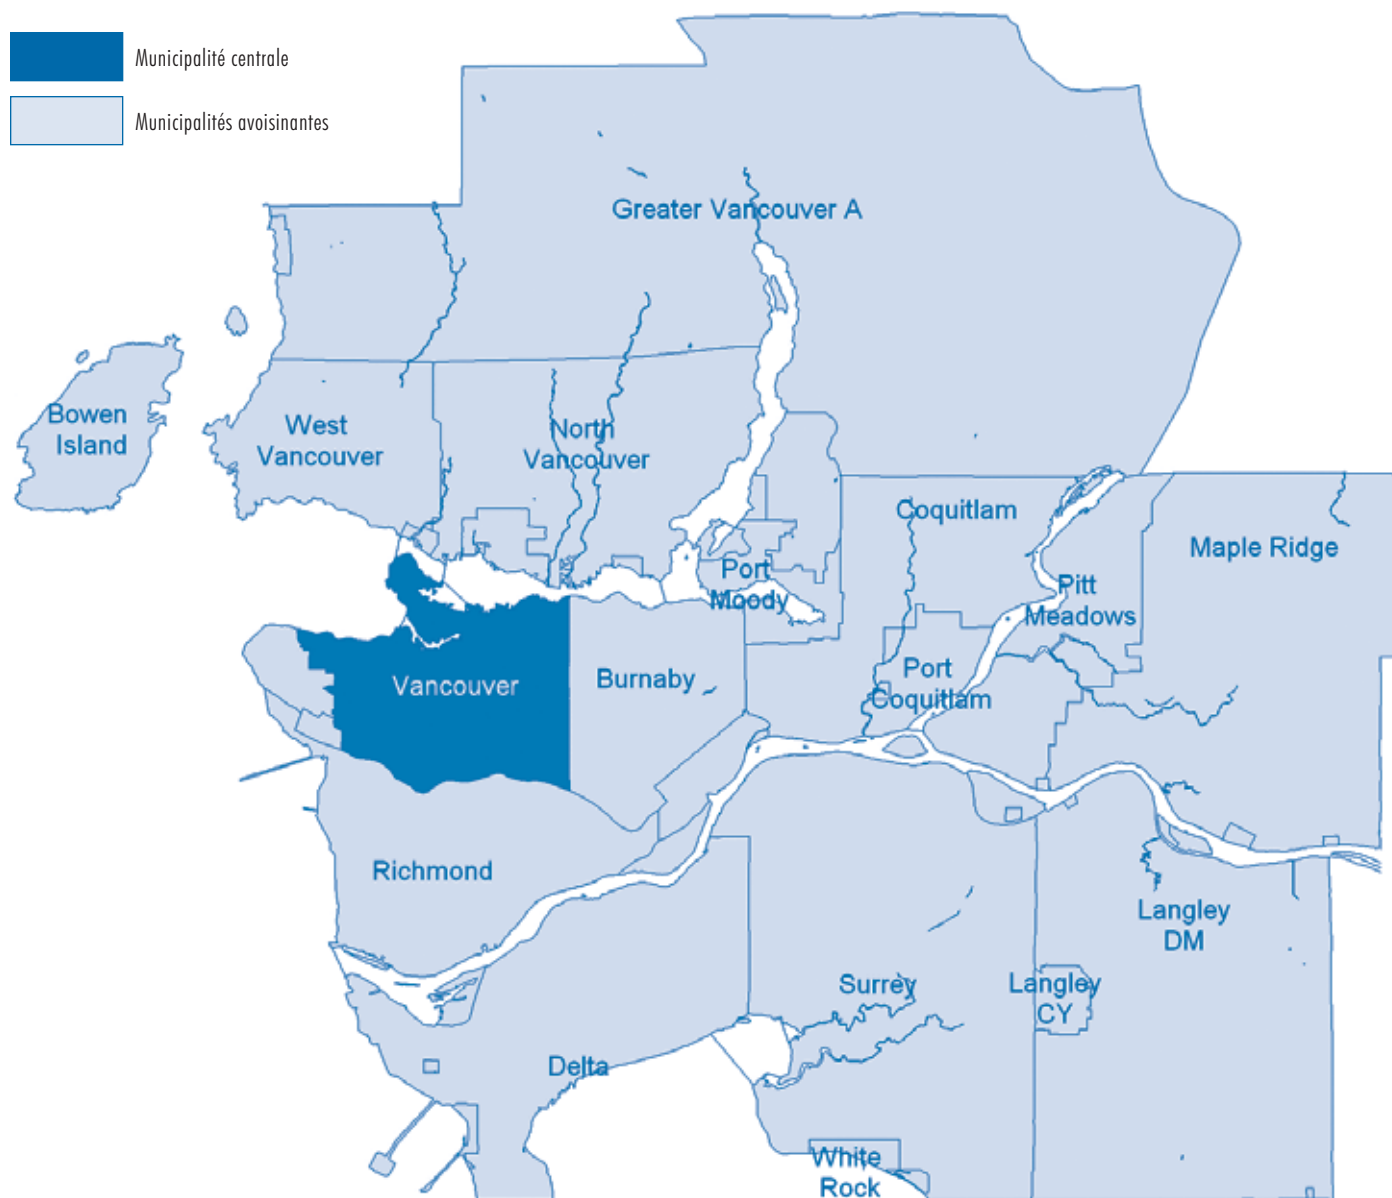 Municipalité centrale
Municipalités avoisinantes
Greater Vancouver A
Bowen
Island
West
Vancouver
North
Vancouver
Coquitlam
Maple Ridge
Port
Moody
Pitt
Meadows
Vancouver
Burnaby
Port
Coquitlam
Richmond
Langley
DM
Surrey
Langley
CY
Delta
White
Rock